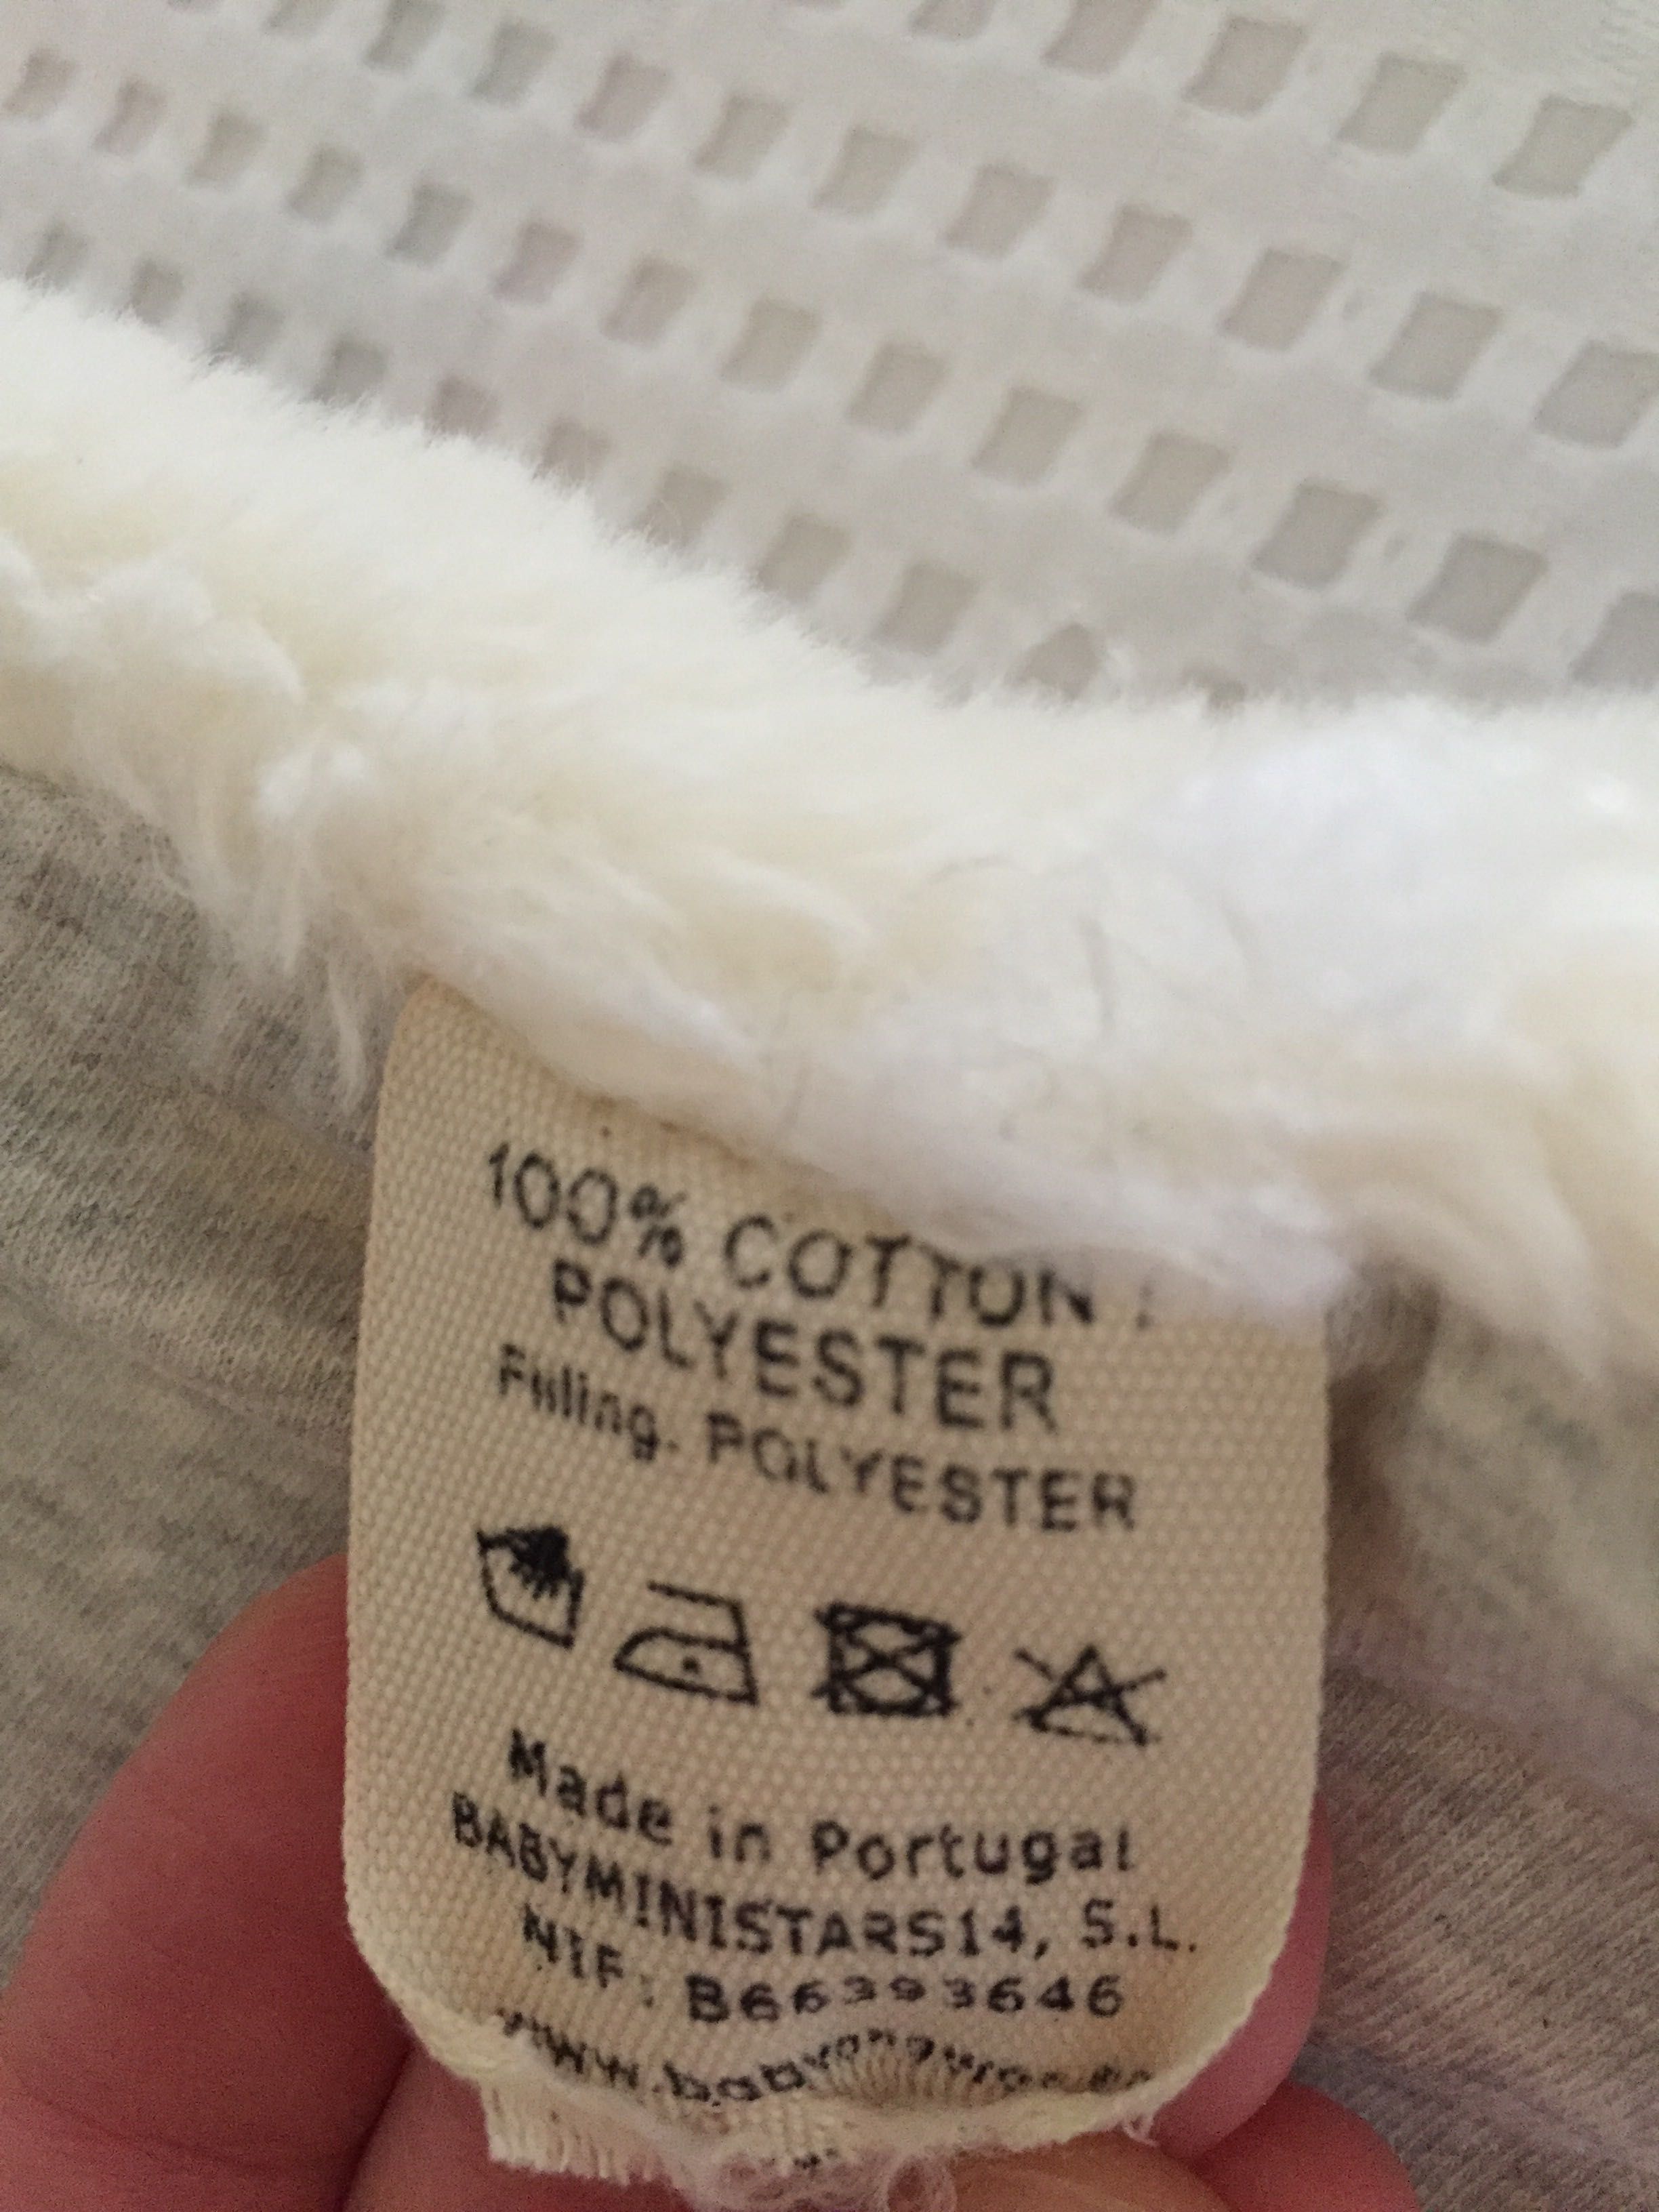 100% COTTON /
POLYESTER
Filling. POLYESTER
Made in Portugal
BABYMINISTARS14, S.L.
NIF: B66393646